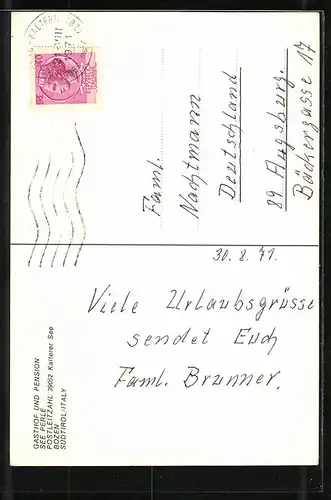 Faml.
Nachtmann
Deutschland
89 Augsburg.
Bäckergasse 17
30.8.71.
Viele Urlaubsgrüsse
sendet Euch
Faml. Brunner.
GASTHOF UND PENSION
SEE PERLE
POSTLEITZAHL 39052 Kalterer See
BOZEN
SÜDTIROL/ITALY